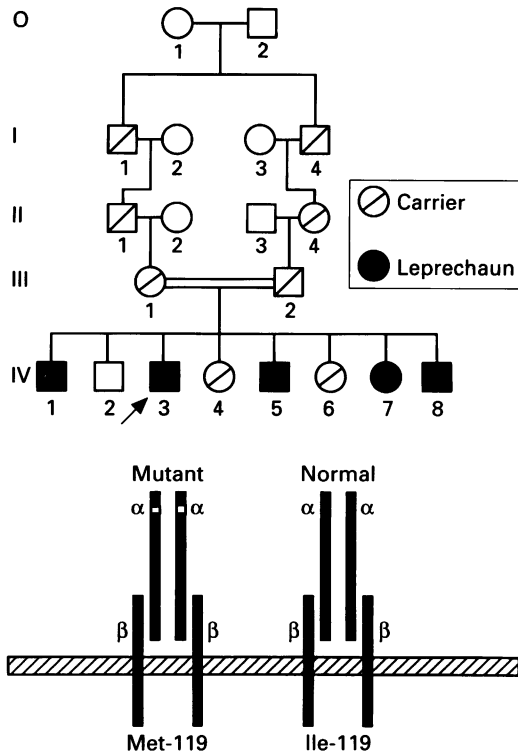 O
1 2
I
1 2 3 4
II
1 2 3 4
Carrier
Leprechaun
III
1 2
IV
1 2 3 4 5 6 7 8
Mutant Normal
α α α α
β β β β
Met-119 Ile-119